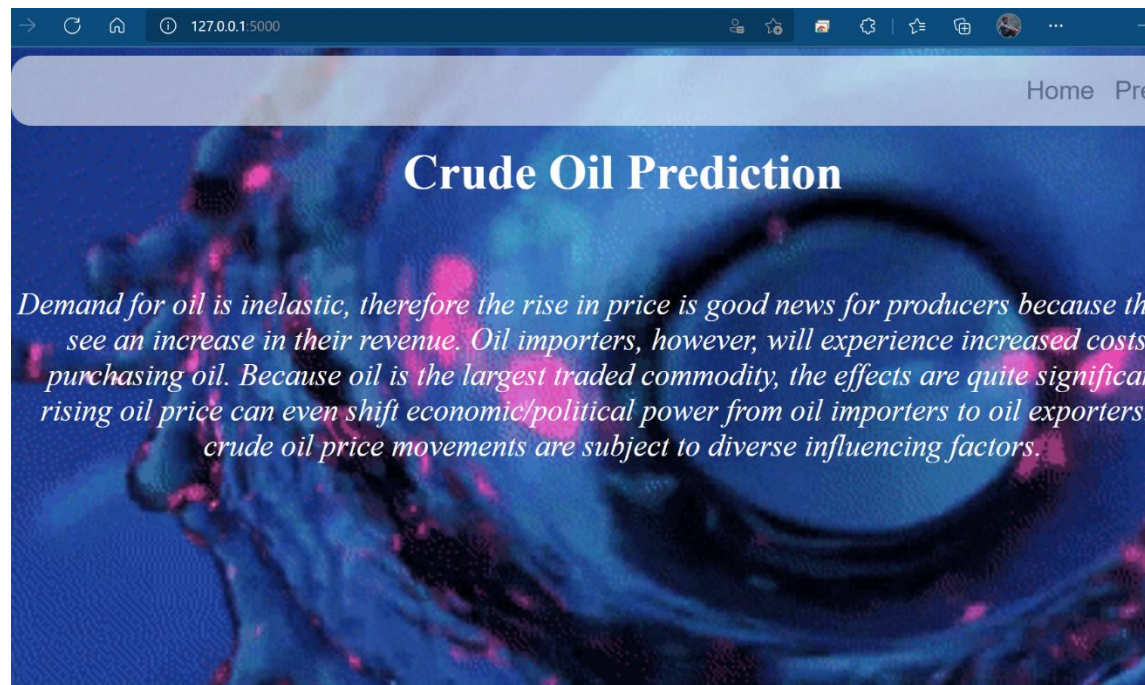 127.0.0.1:5000
Home Pre
Crude Oil Prediction
Demand for oil is inelastic, therefore the rise in price is good news for producers because th
see an increase in their revenue. Oil importers, however, will experience increased costs
purchasing oil. Because oil is the largest traded commodity, the effects are quite significa
rising oil price can even shift economic/political power from oil importers to oil exporters
crude oil price movements are subject to diverse influencing factors.